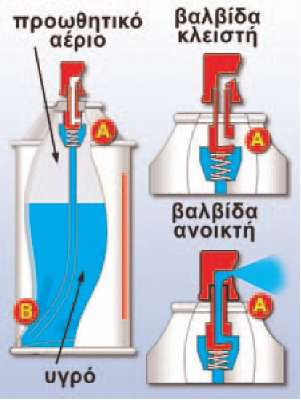 προωθητικό
αέριο
A
B
υγρό
βαλβίδα
κλειστή
A
βαλβίδα
ανοικτή
A